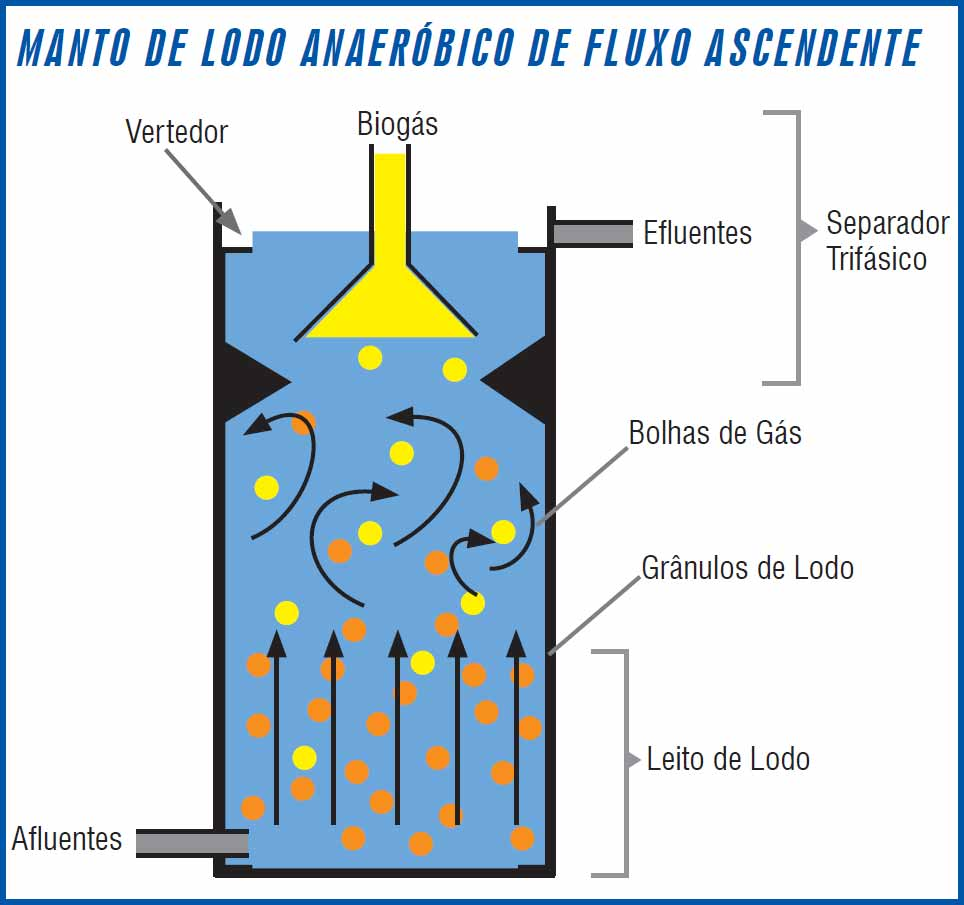 MANTO DE LODO ANAERÓBICO DE FLUXO ASCENDENTE
Vertedor
Biogás
Efluentes
Separador
Trifásico
Bolhas de Gás
Grânulos de Lodo
Leito de Lodo
Afluentes